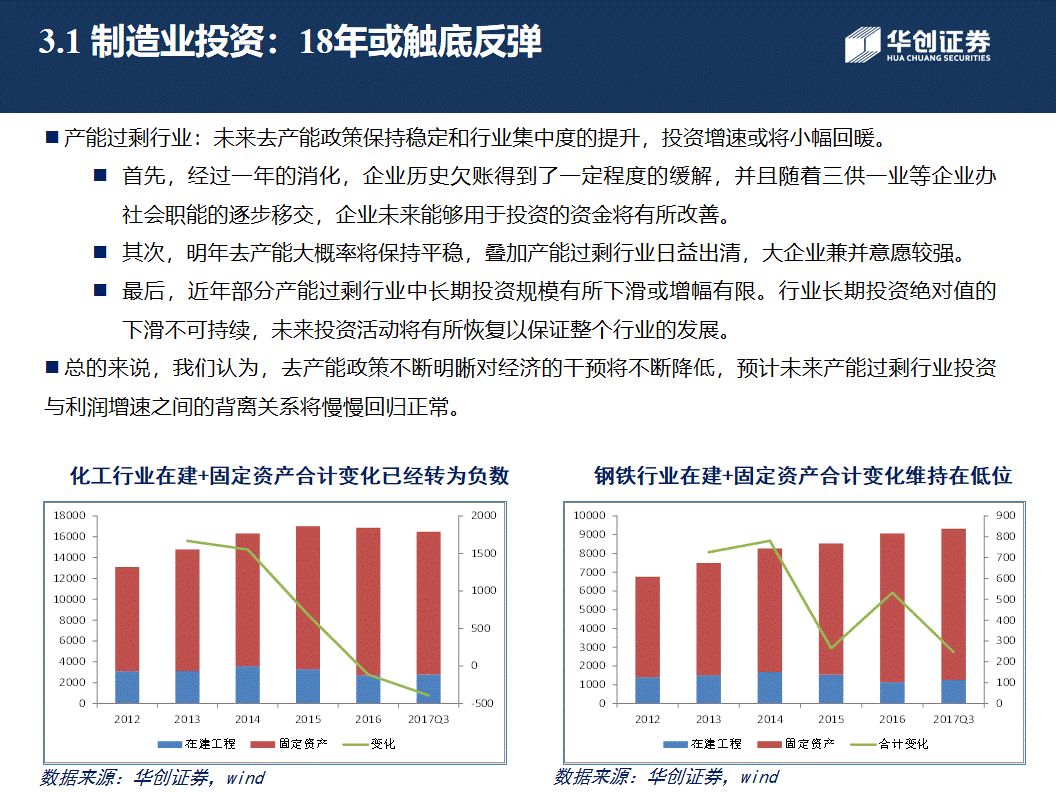 3.1 制造业投资：18年或触底反弹
华创证券
HUA CHUANG SECURITIES
产能过剩行业：未来去产能政策保持稳定和行业集中度的提升，投资增速或将小幅回暖。
首先，经过一年的消化，企业历史欠账得到了一定程度的缓解，并且随着三供一业等企业办
社会职能的逐步移交，企业未来能够用于投资的资金将有所改善。
其次，明年去产能大概率将保持平稳，叠加产能过剩行业日益出清，大企业兼并意愿较强。
最后，近年部分产能过剩行业中长期投资规模有所下滑或增幅有限。行业长期投资绝对值的
下滑不可持续，未来投资活动将有所恢复以保证整个行业的发展。
总的来说，我们认为，去产能政策不断明晰对经济的干预将不断降低，预计未来产能过剩行业投资
与利润增速之间的背离关系将慢慢回归正常。
化工行业在建+固定资产合计变化已经转为负数
18000
16000
14000
12000
10000
8000
6000
4000
2000
0
2000
1500
1000
500
0
-500
2012 2013 2014 2015 2016 2017Q3
在建工程 固定资产 变化
数据来源：华创证券，wind
钢铁行业在建+固定资产合计变化维持在低位
10000
9000
8000
7000
6000
5000
4000
3000
2000
1000
0
900
800
700
600
500
400
300
200
100
0
2012 2013 2014 2015 2016 2017Q3
在建工程 固定资产 合计变化
数据来源：华创证券，wind